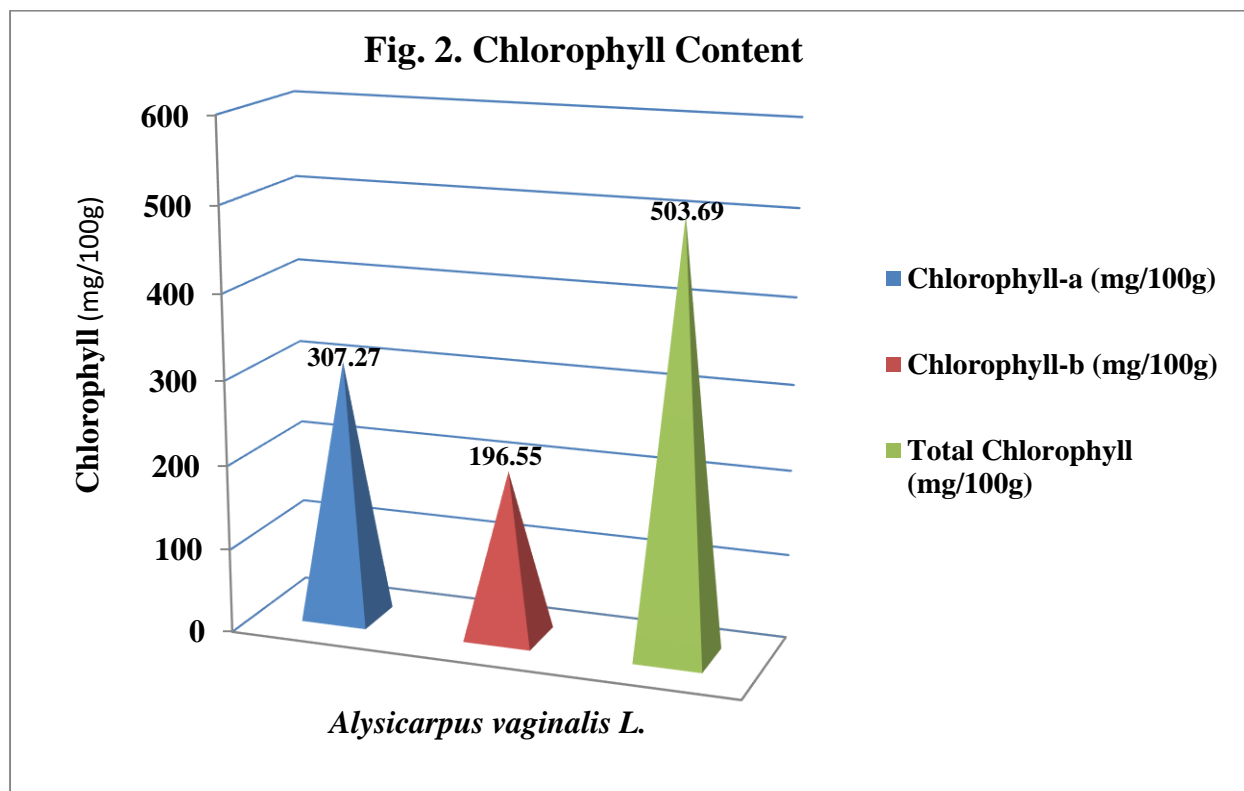 Fig. 2. Chlorophyll Content
600
500
400
300
200
100
0
Chlorophyll (mg/100g)
307.27
196.55
503.69
Alysicarpus vaginalis L.
Chlorophyll-a (mg/100g)
Chlorophyll-b (mg/100g)
Total Chlorophyll
(mg/100g)